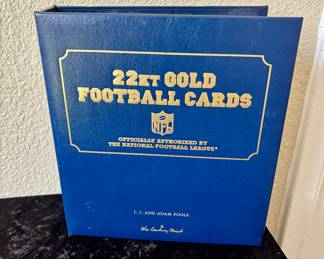 22KT GOLD
FOOTBALL CARDS
NFL
OFFICIALLY AUTHORIZED BY
THE NATIONAL FOOTBALL LEAGUE®
J. J. AND ADAM POOLE
The Danbury Mint